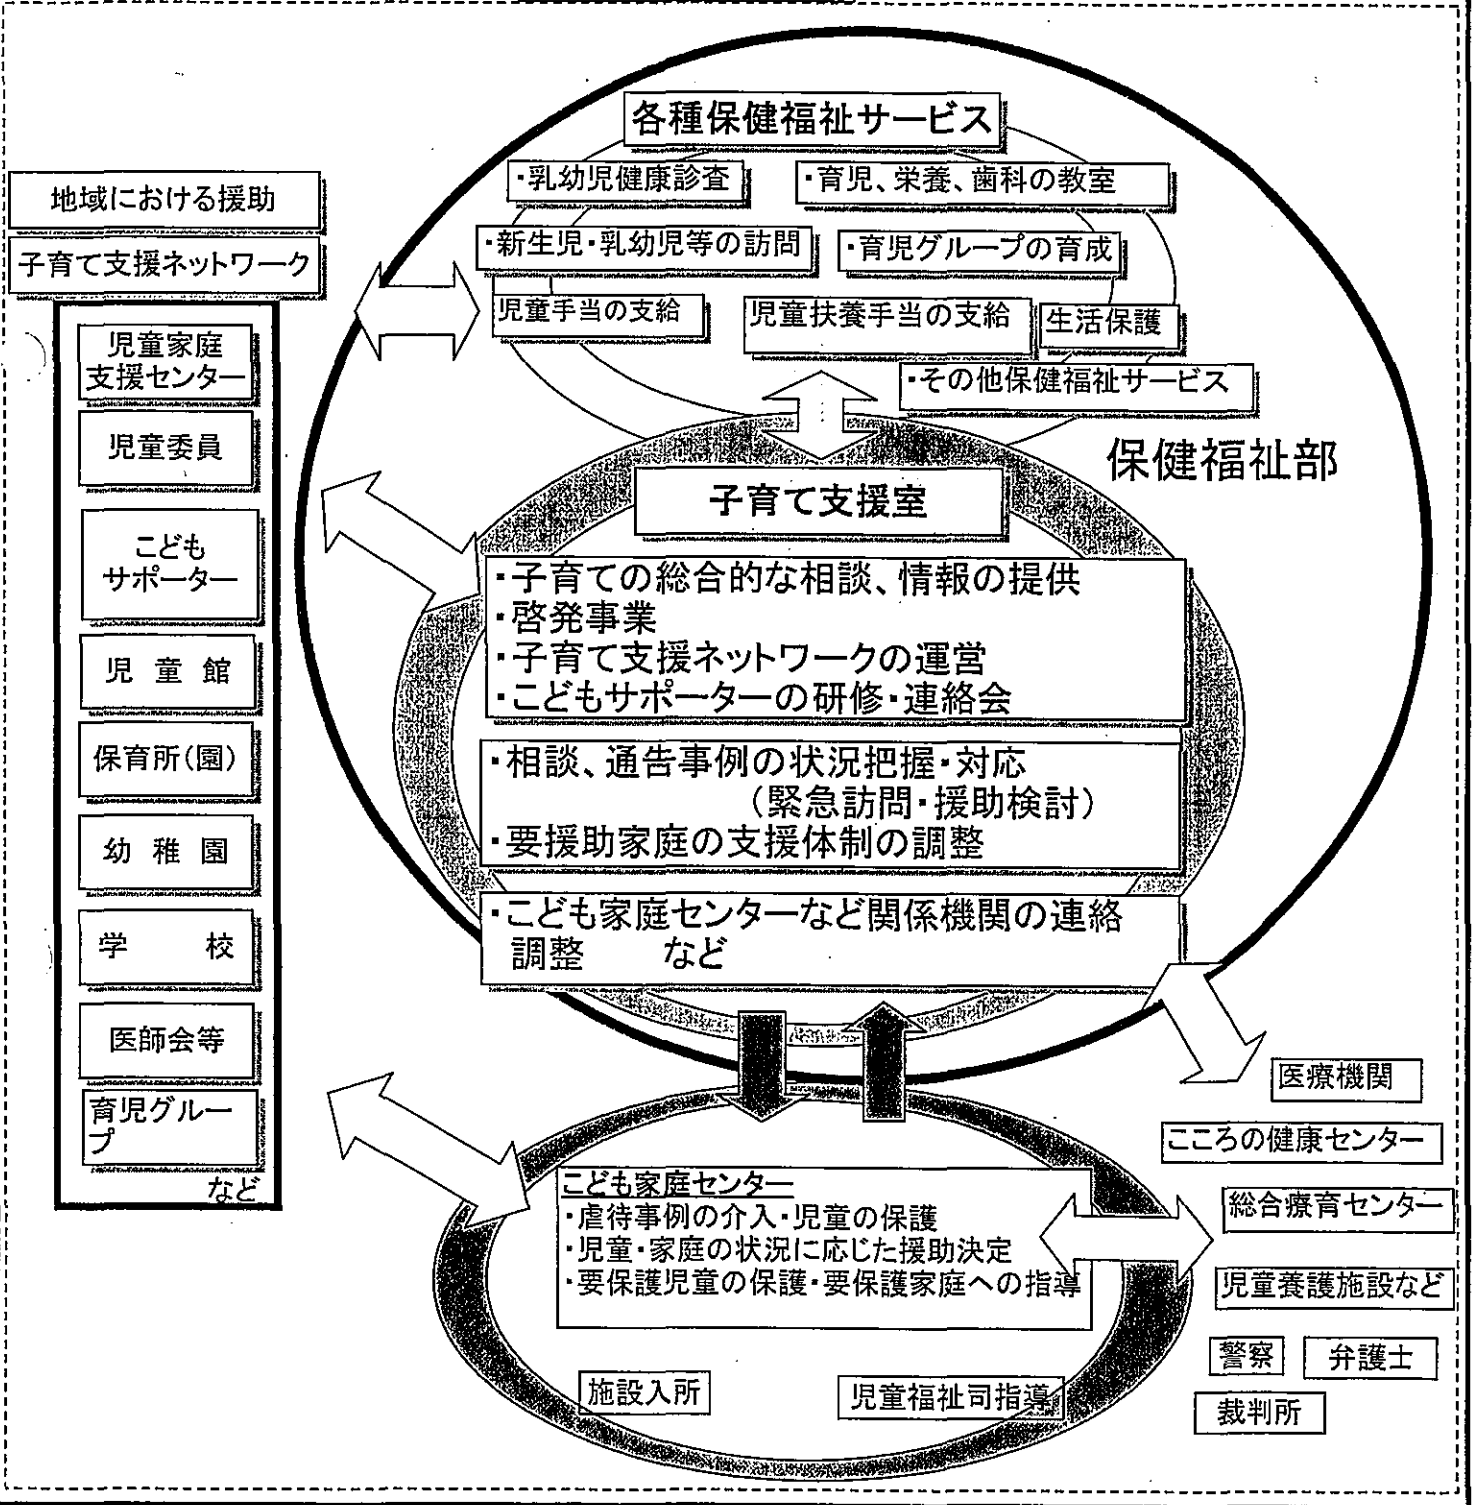 各種保健福祉サービス
・乳幼児健康診査
・育児、栄養、歯科の教室
・新生児・乳幼児等の訪問
・育児グループの育成
児童手当の支給
児童扶養手当の支給
生活保護
・その他保健福祉サービス
保健福祉部
地域における援助
子育て支援ネットワーク
児童家庭
支援センター
児童委員
こども
サポーター
児 童 館
保育所(園)
幼 稚 園
学 校
医師会等
育児グルー
プ
など
子育て支援室
・子育ての総合的な相談、情報の提供
・啓発事業
・子育て支援ネットワークの運営
・こどもサポーターの研修・連絡会
・相談、通告事例の状況把握・対応
(緊急訪問・援助検討)
・要援助家庭の支援体制の調整
・こども家庭センターなど関係機関の連絡
調整 など
こども家庭センター
・虐待事例の介入・児童の保護
・児童・家庭の状況に応じた援助決定
・要保護児童の保護・要保護家庭への指導
施設入所
児童福祉司指導
医療機関
こころの健康センター
総合療育センター
児童養護施設など
警察
弁護士
裁判所